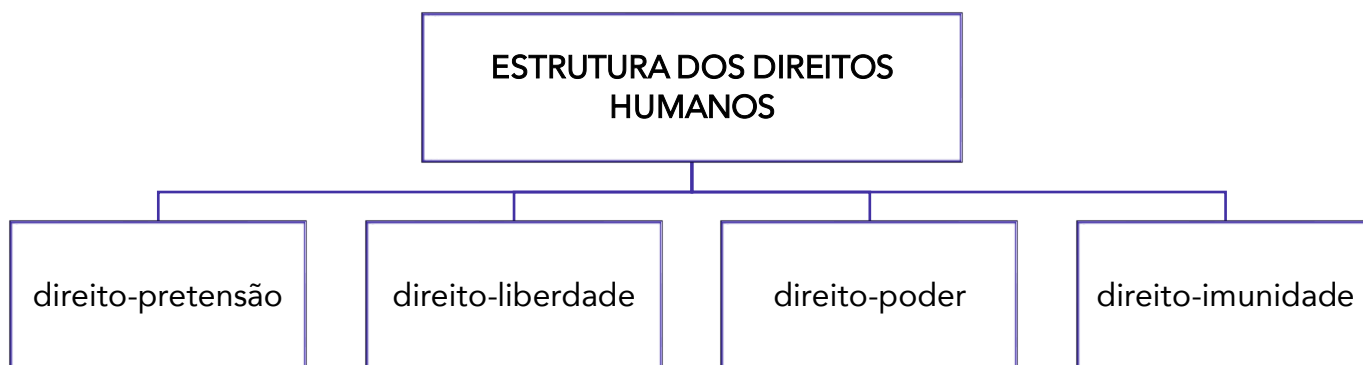 ESTRUTURA DOS DIREITOS
HUMANOS
direito-pretensão
direito-liberdade
direito-poder
direito-imunidade